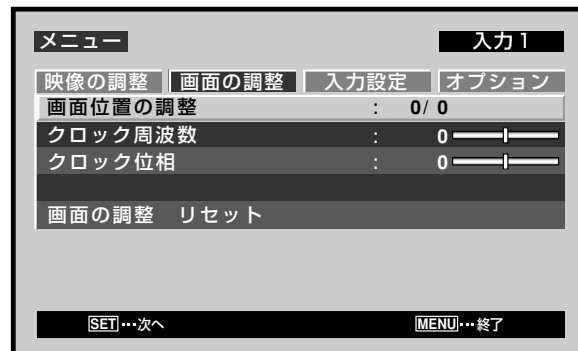 メニュー 入力1
映像の調整 画面の調整 入力設定 オプション
画面位置の調整 : 0/ 0
クロック周波数 : 0
クロック位相 : 0
画面の調整 リセット
SET…次へ MENU…終了